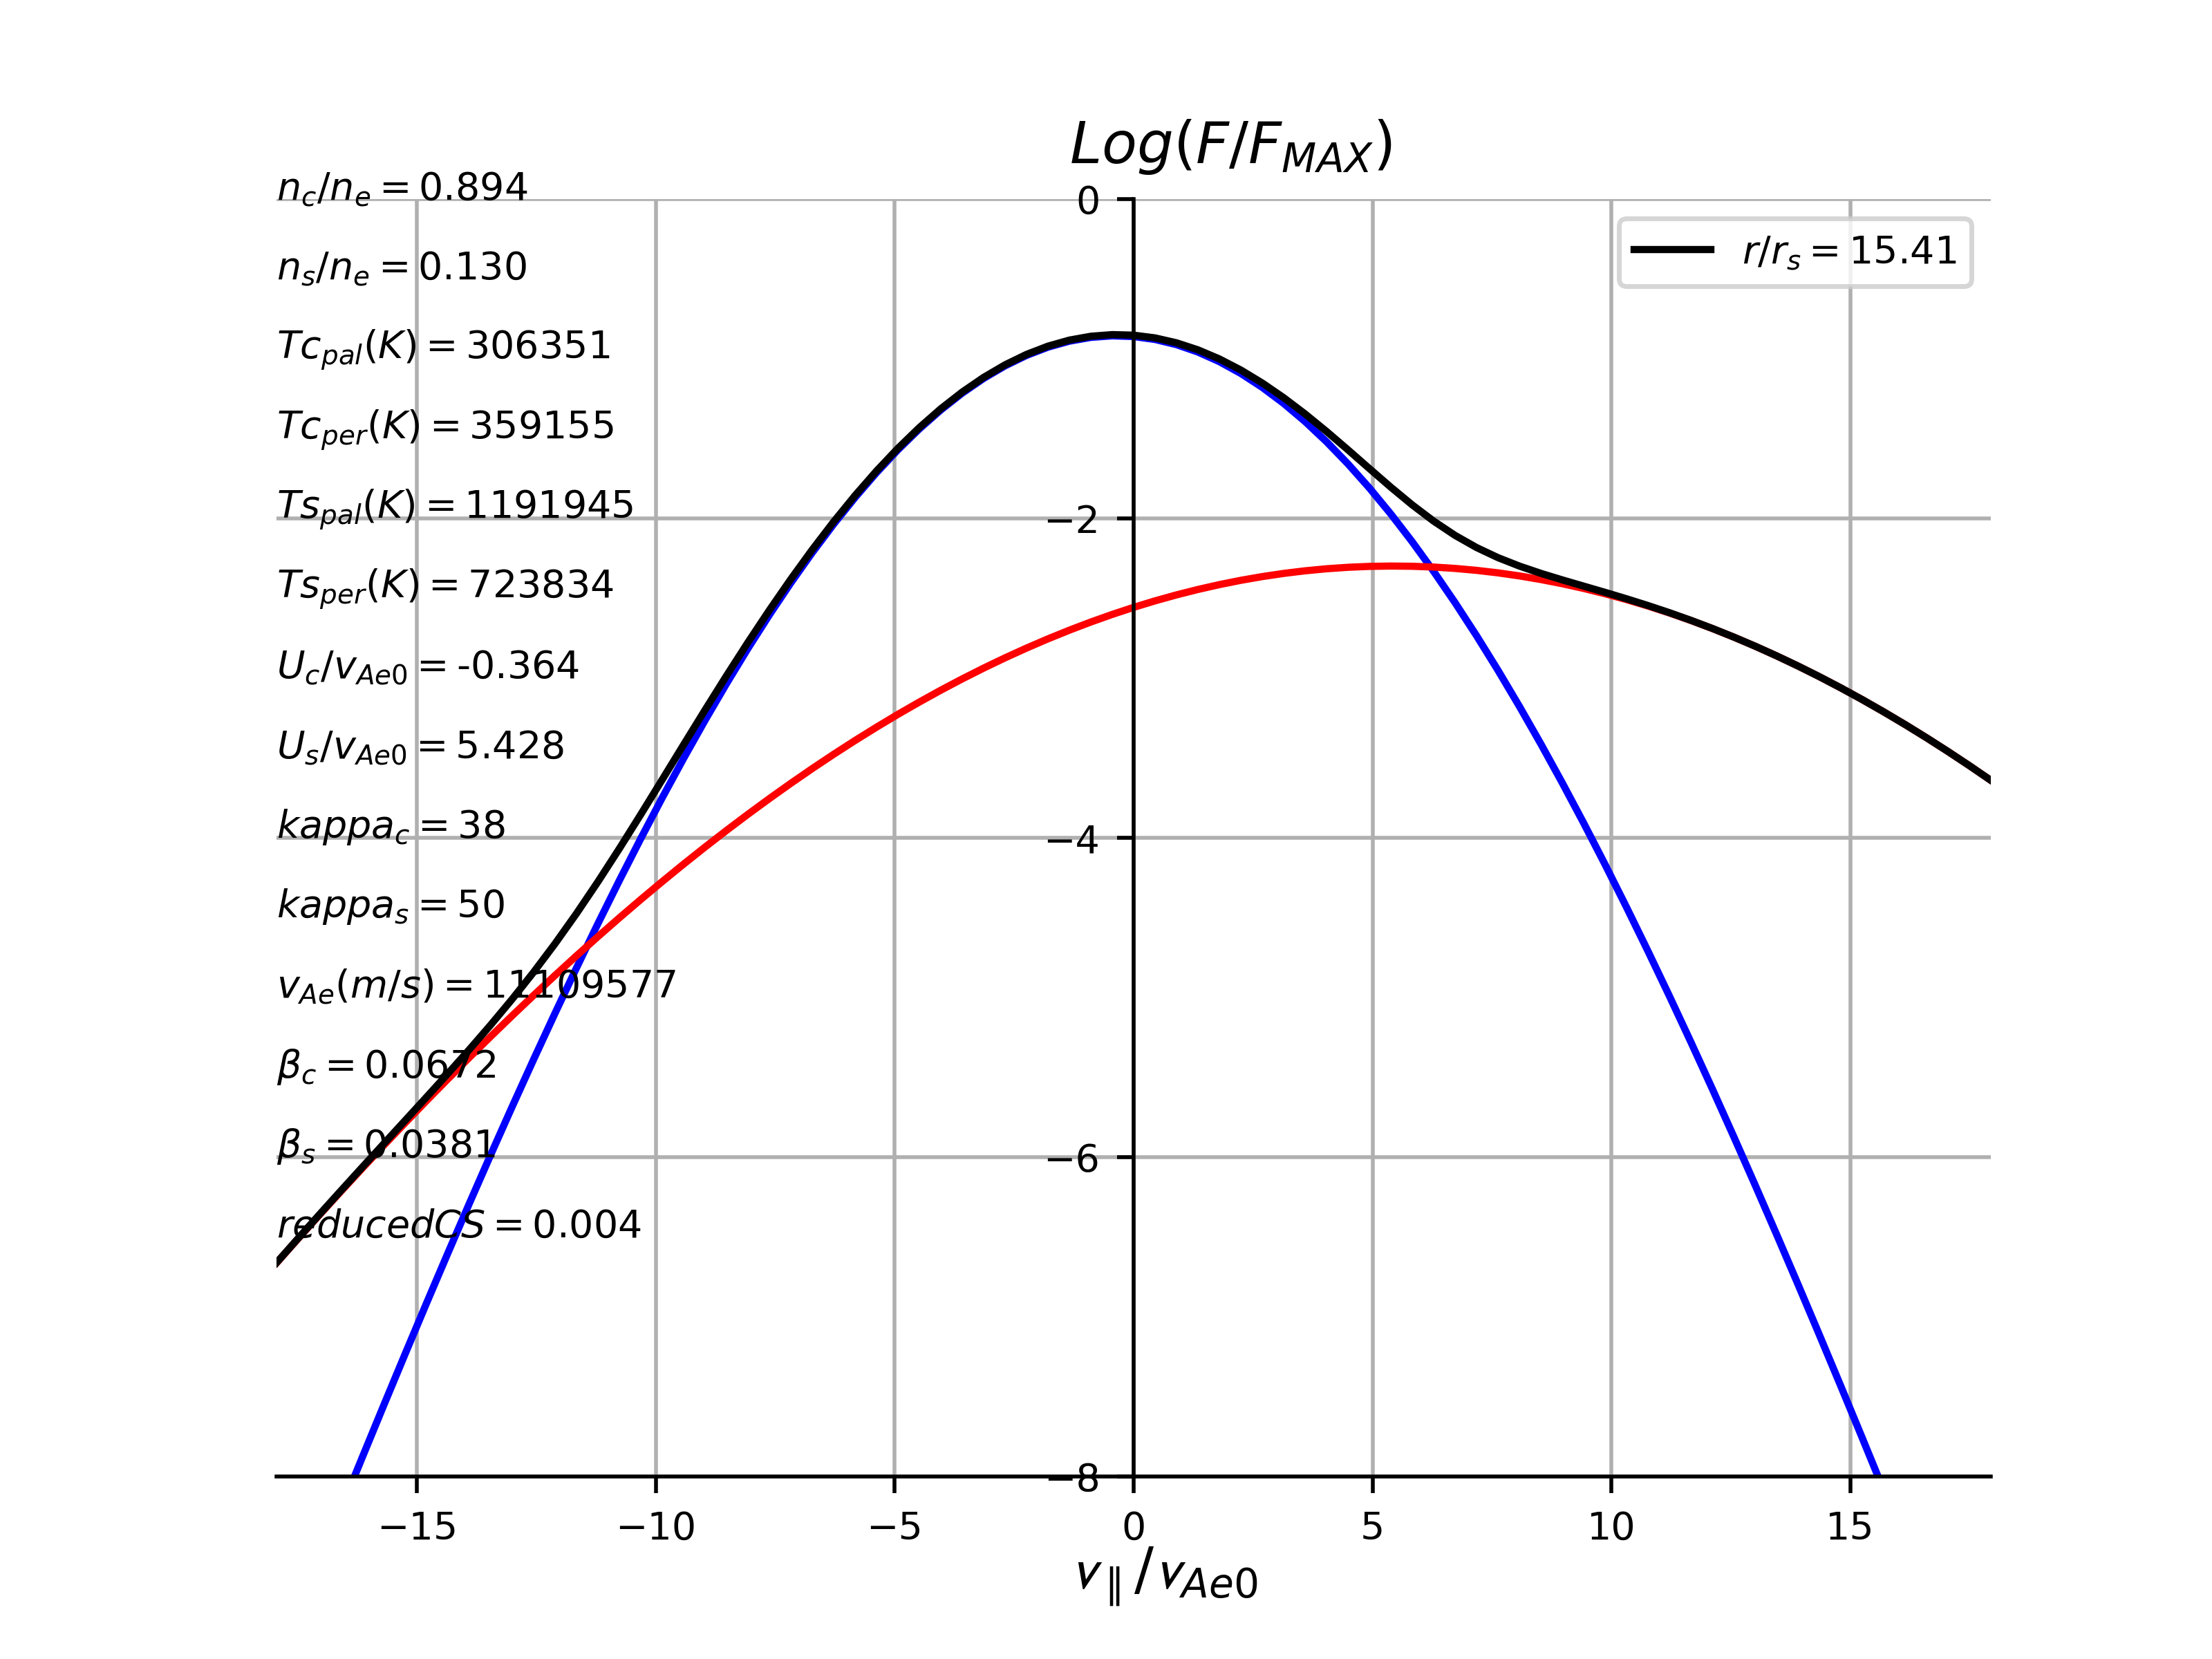 Log(F/F_MAX)
n_c/n_e = 0.894
n_s/n_e = 0.130
Tc_pal(K) = 306351
Tc_per(K) = 359155
Ts_pal(K) = 1191945
Ts_per(K) = 723834
U_c/v_Ae0 = -0.364
U_s/v_Ae0 = 5.428
kappa_c = 38
kappa_s = 50
v_Ae(m/s) = 11109577
β_c = 0.0672
β_s = 0.0381
reducedCS = 0.004
r/r_s = 15.41
0
−2
−4
−6
−8
−15 −10 −5 0 5 10 15
v_∥/v_Ae0